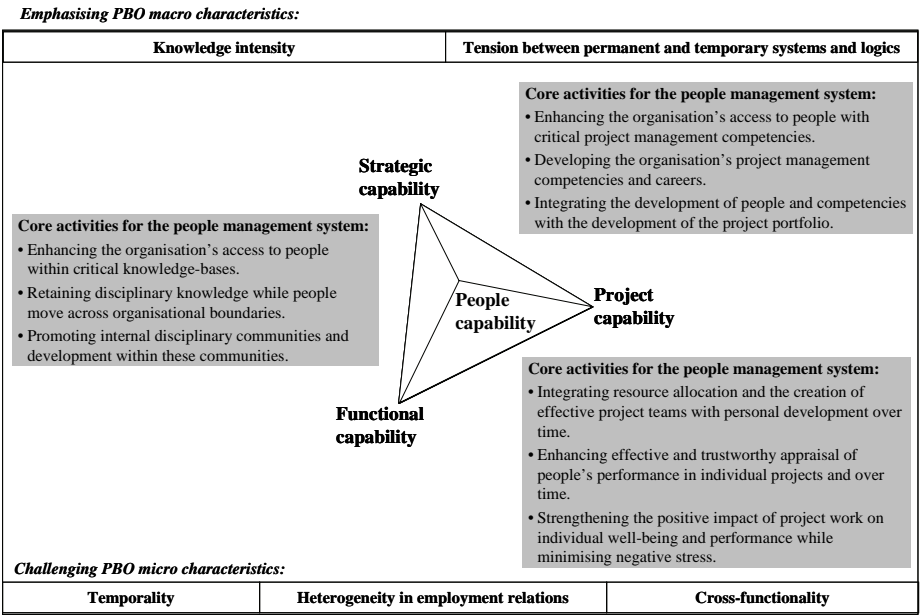 Emphasising PBO macro characteristics:
Knowledge intensity
Tension between permanent and temporary systems and logics
Core activities for the people management system:
• Enhancing the organisation's access to people with
critical project management competencies.
• Developing the organisation's project management
competencies and careers.
• Integrating the development of people and competencies
with the development of the project portfolio.
Strategic
capability
Core activities for the people management system:
• Enhancing the organisation's access to people
within critical knowledge-bases.
• Retaining disciplinary knowledge while people
move across organisational boundaries.
• Promoting internal disciplinary communities and
development within these communities.
People
capability
Project
capability
Functional
capability
Core activities for the people management system:
• Integrating resource allocation and the creation of
effective project teams with personal development over
time.
• Enhancing effective and trustworthy appraisal of
people's performance in individual projects and over
time.
• Strengthening the positive impact of project work on
individual well-being and performance while
minimising negative stress.
Challenging PBO micro characteristics:
Temporality
Heterogeneity in employment relations
Cross-functionality